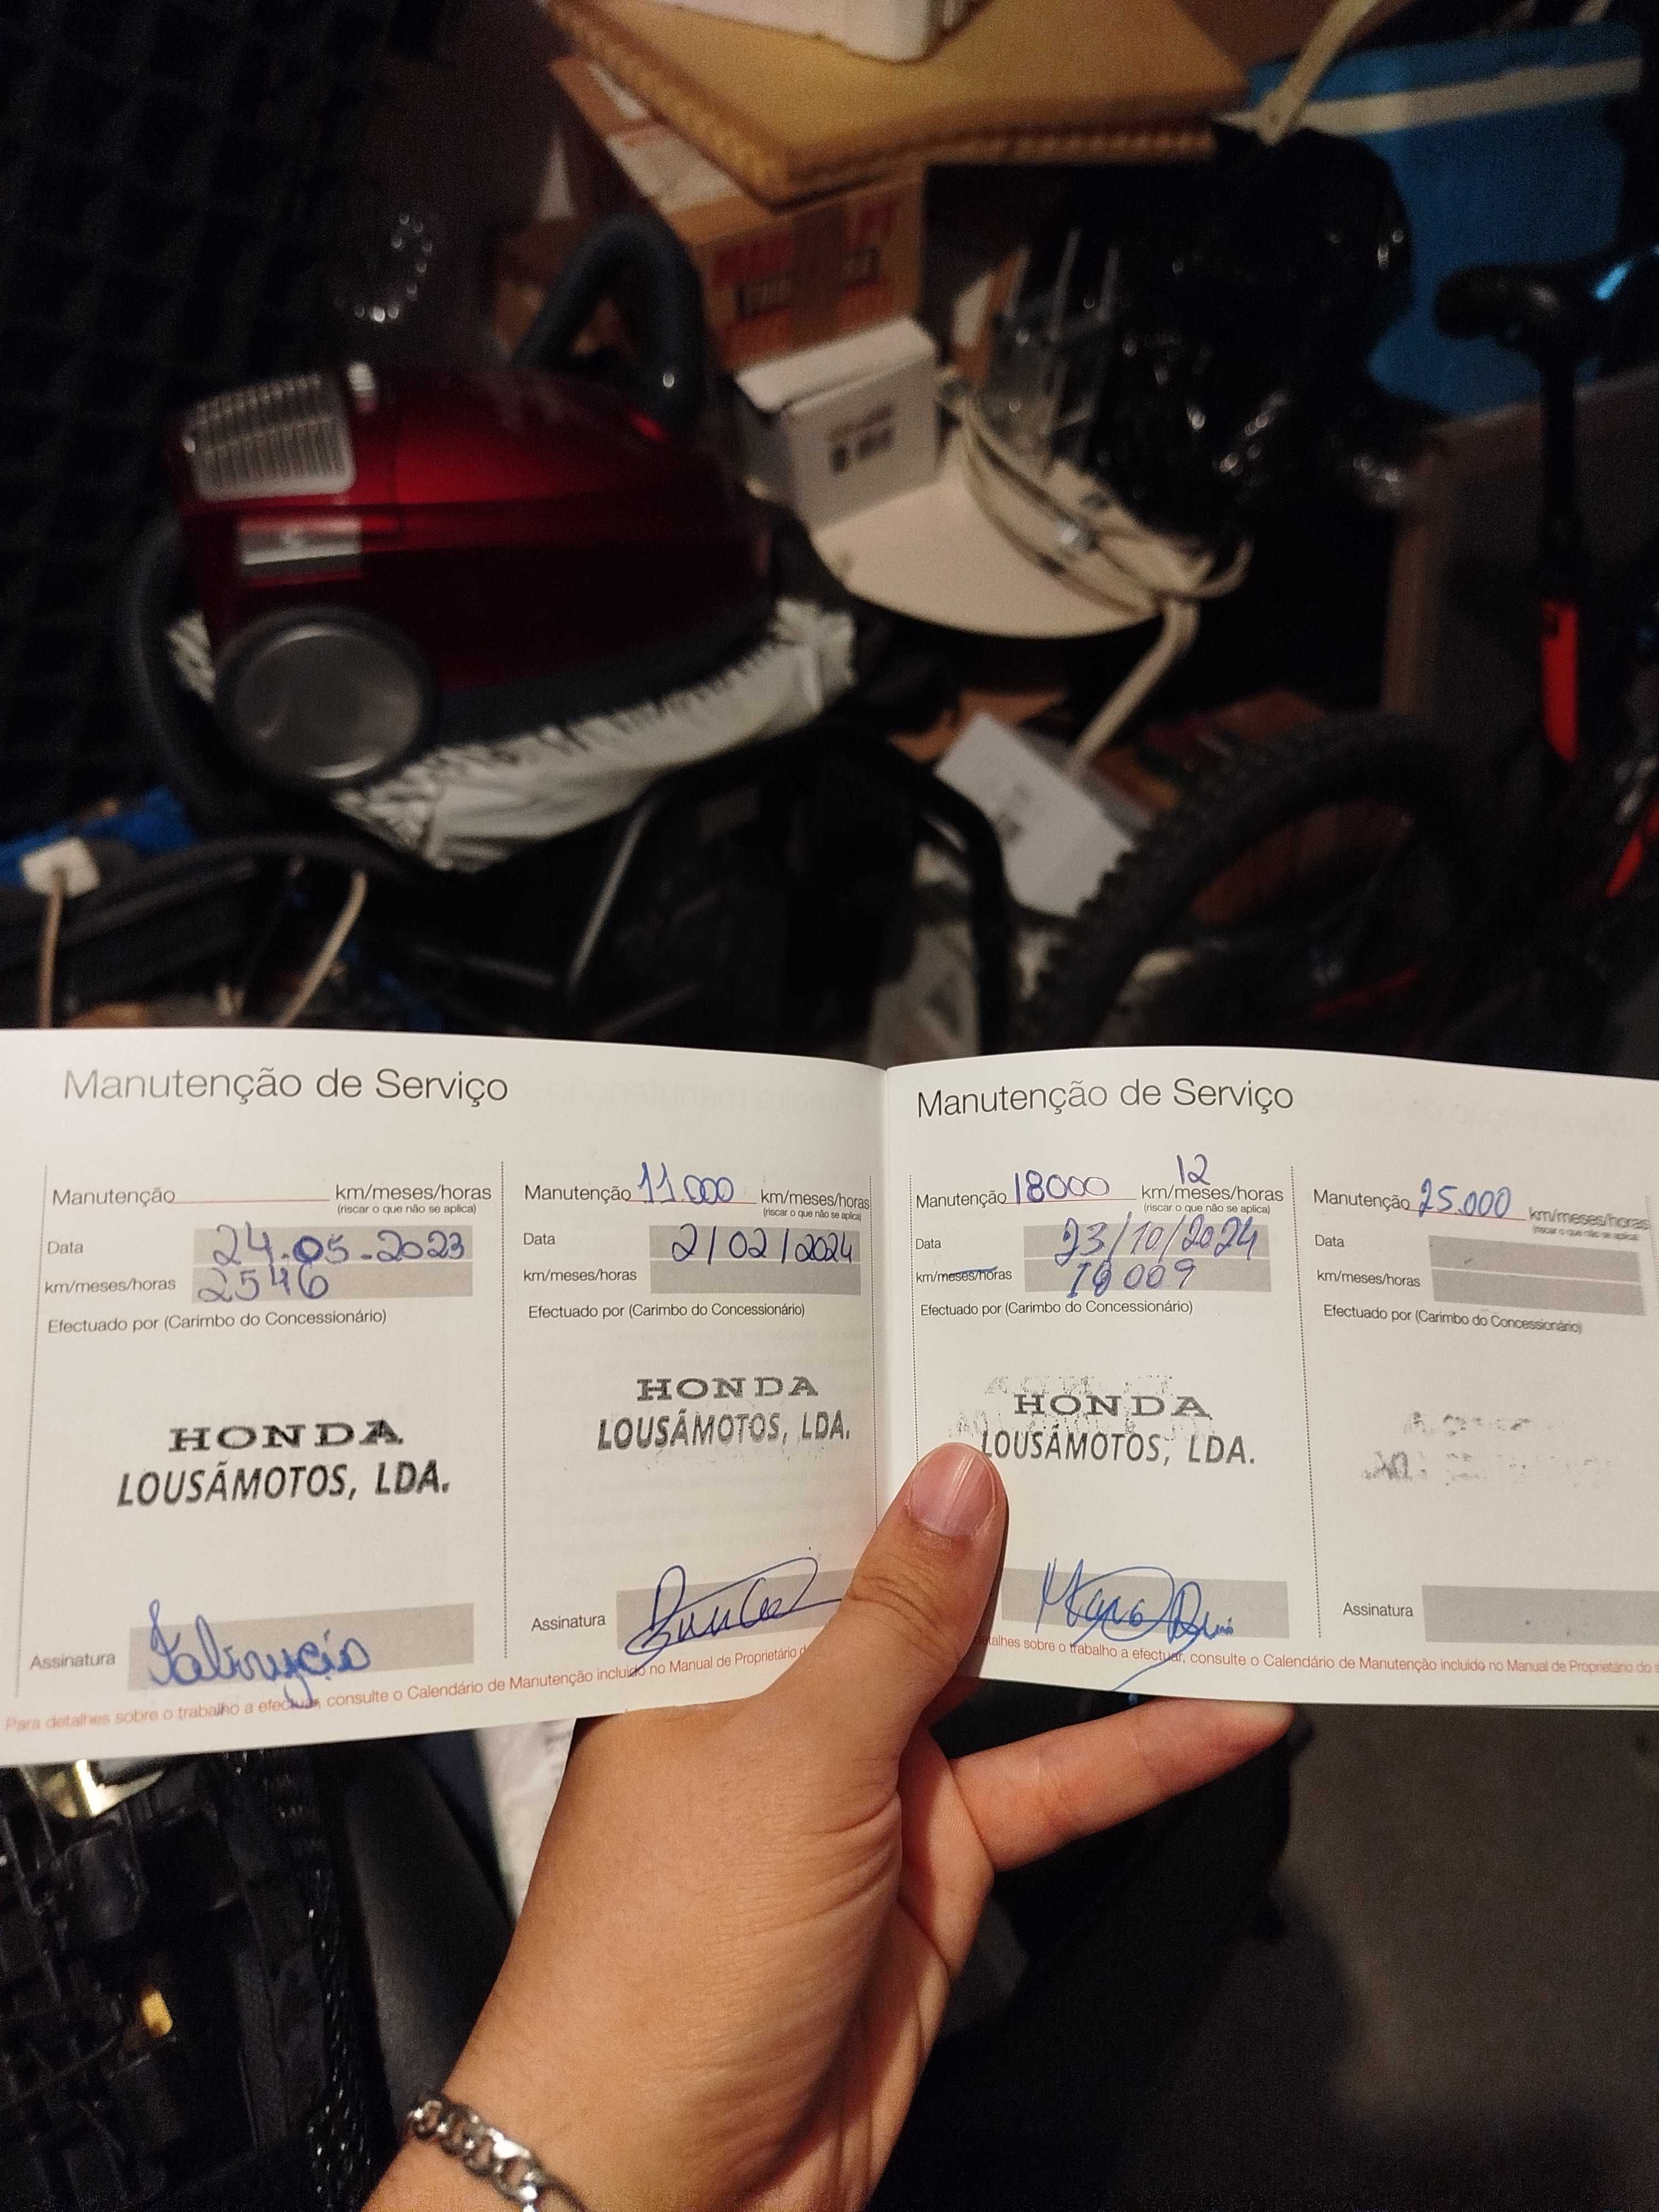 Manutenção de Serviço
Manutenção km/meses/horas
(riscar o que não se aplica)
Data 24.05-2023
km/meses/horas 2546
Efectuado por (Carimbo do Concessionário)
HONDA
LOUSÃMOTOS, LDA.
Assinatura
Manutenção 11.000 km/meses/horas
(riscar o que não se aplica)
Data 2/02/2024
km/meses/horas
Efectuado por (Carimbo do Concessionário)
HONDA
LOUSÃMOTOS, LDA.
Assinatura
Para detalhes sobre o trabalho a efectuar, consulte o Calendário de Manutenção incluido no Manual de Proprietário
Manutenção de Serviço
12
Manutenção 18000 km/meses/horas
(riscar o que não se aplica)
Data 23/10/2024
km/meses/horas 18 009
Efectuado por (Carimbo do Concessionário)
HONDA
LOUSÃMOTOS, LDA.
Manutenção 25.000 km/meses/horas
(riscar o que não se aplica)
Data
km/meses/horas
Efectuado por (Carimbo do Concessionário)
Assinatura
detalhes sobre o trabalho a efectuar, consulte o Calendário de Manutenção incluido no Manual de Proprietário do